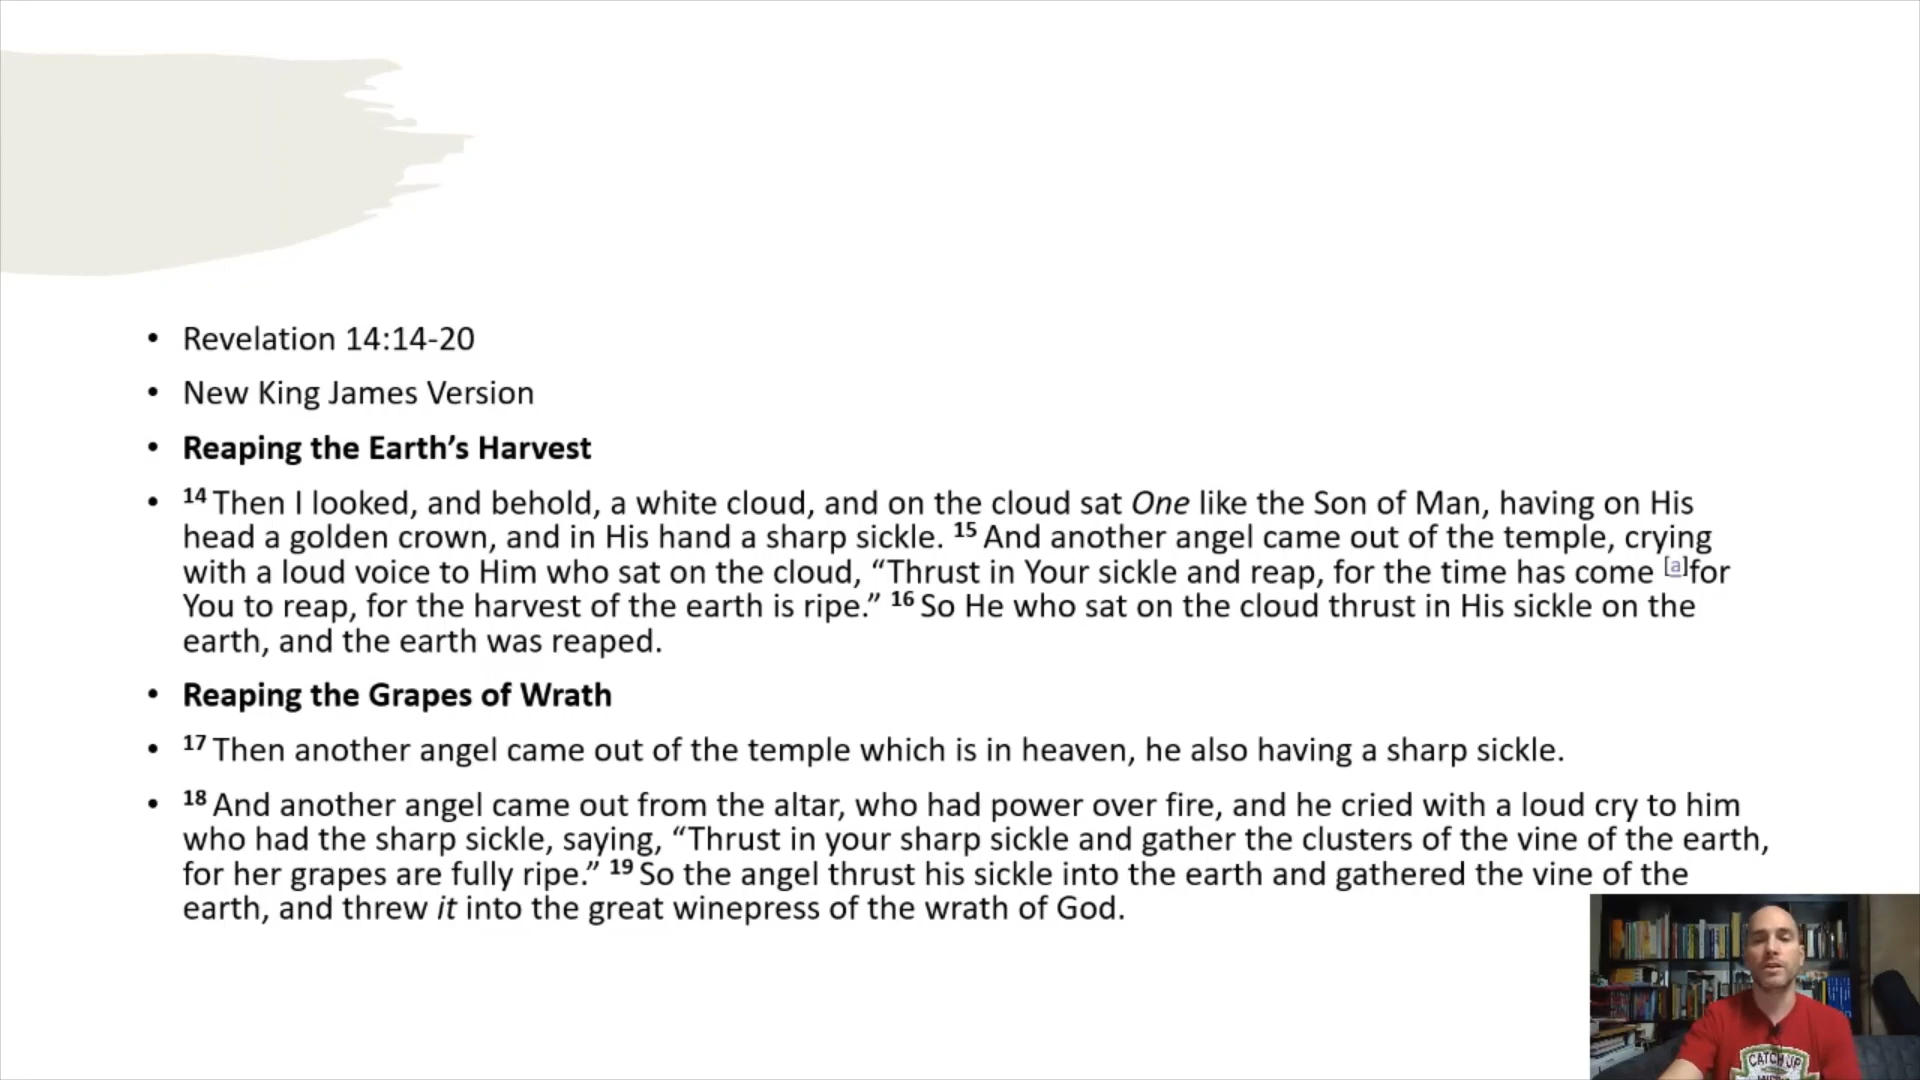 • Revelation 14:14-20
• New King James Version
• Reaping the Earth’s Harvest
• 14 Then I looked, and behold, a white cloud, and on the cloud sat One like the Son of Man, having on His
head a golden crown, and in His hand a sharp sickle. 15 And another angel came out of the temple, crying
with a loud voice to Him who sat on the cloud, “Thrust in Your sickle and reap, for the time has come [a]for
You to reap, for the harvest of the earth is ripe.” 16 So He who sat on the cloud thrust in His sickle on the
earth, and the earth was reaped.
• Reaping the Grapes of Wrath
• 17 Then another angel came out of the temple which is in heaven, he also having a sharp sickle.
• 18 And another angel came out from the altar, who had power over fire, and he cried with a loud cry to him
who had the sharp sickle, saying, “Thrust in your sharp sickle and gather the clusters of the vine of the earth,
for her grapes are fully ripe.” 19 So the angel thrust his sickle into the earth and gathered the vine of the
earth, and threw it into the great winepress of the wrath of God.
CATCH UP